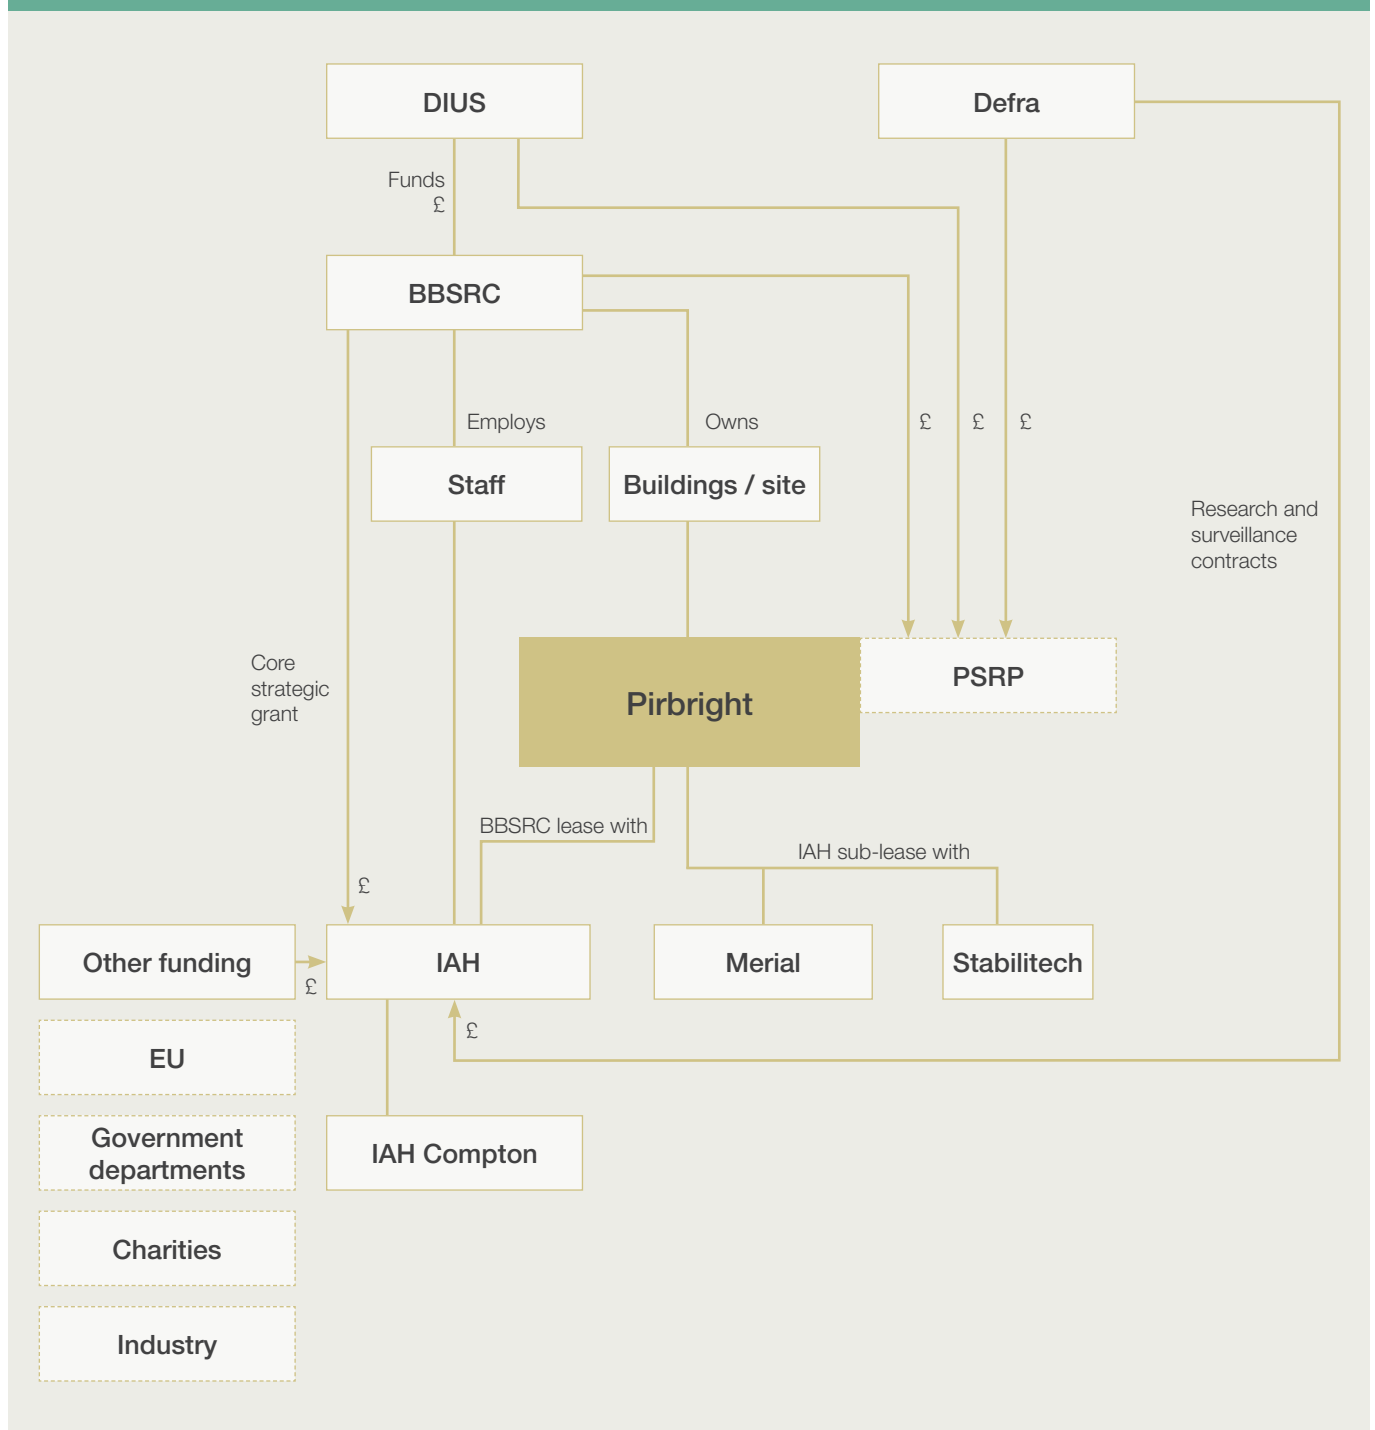 DIUS
Defra
Funds
£
BBSRC
Employs
Owns
£
£
£
Staff
Buildings / site
Research and
surveillance
contracts
Core
strategic
grant
Pirbright
PSRP
BBSRC lease with
IAH sub-lease with
£
Other funding
£
IAH
Merial
Stabilitech
£
EU
Government
departments
IAH Compton
Charities
Industry